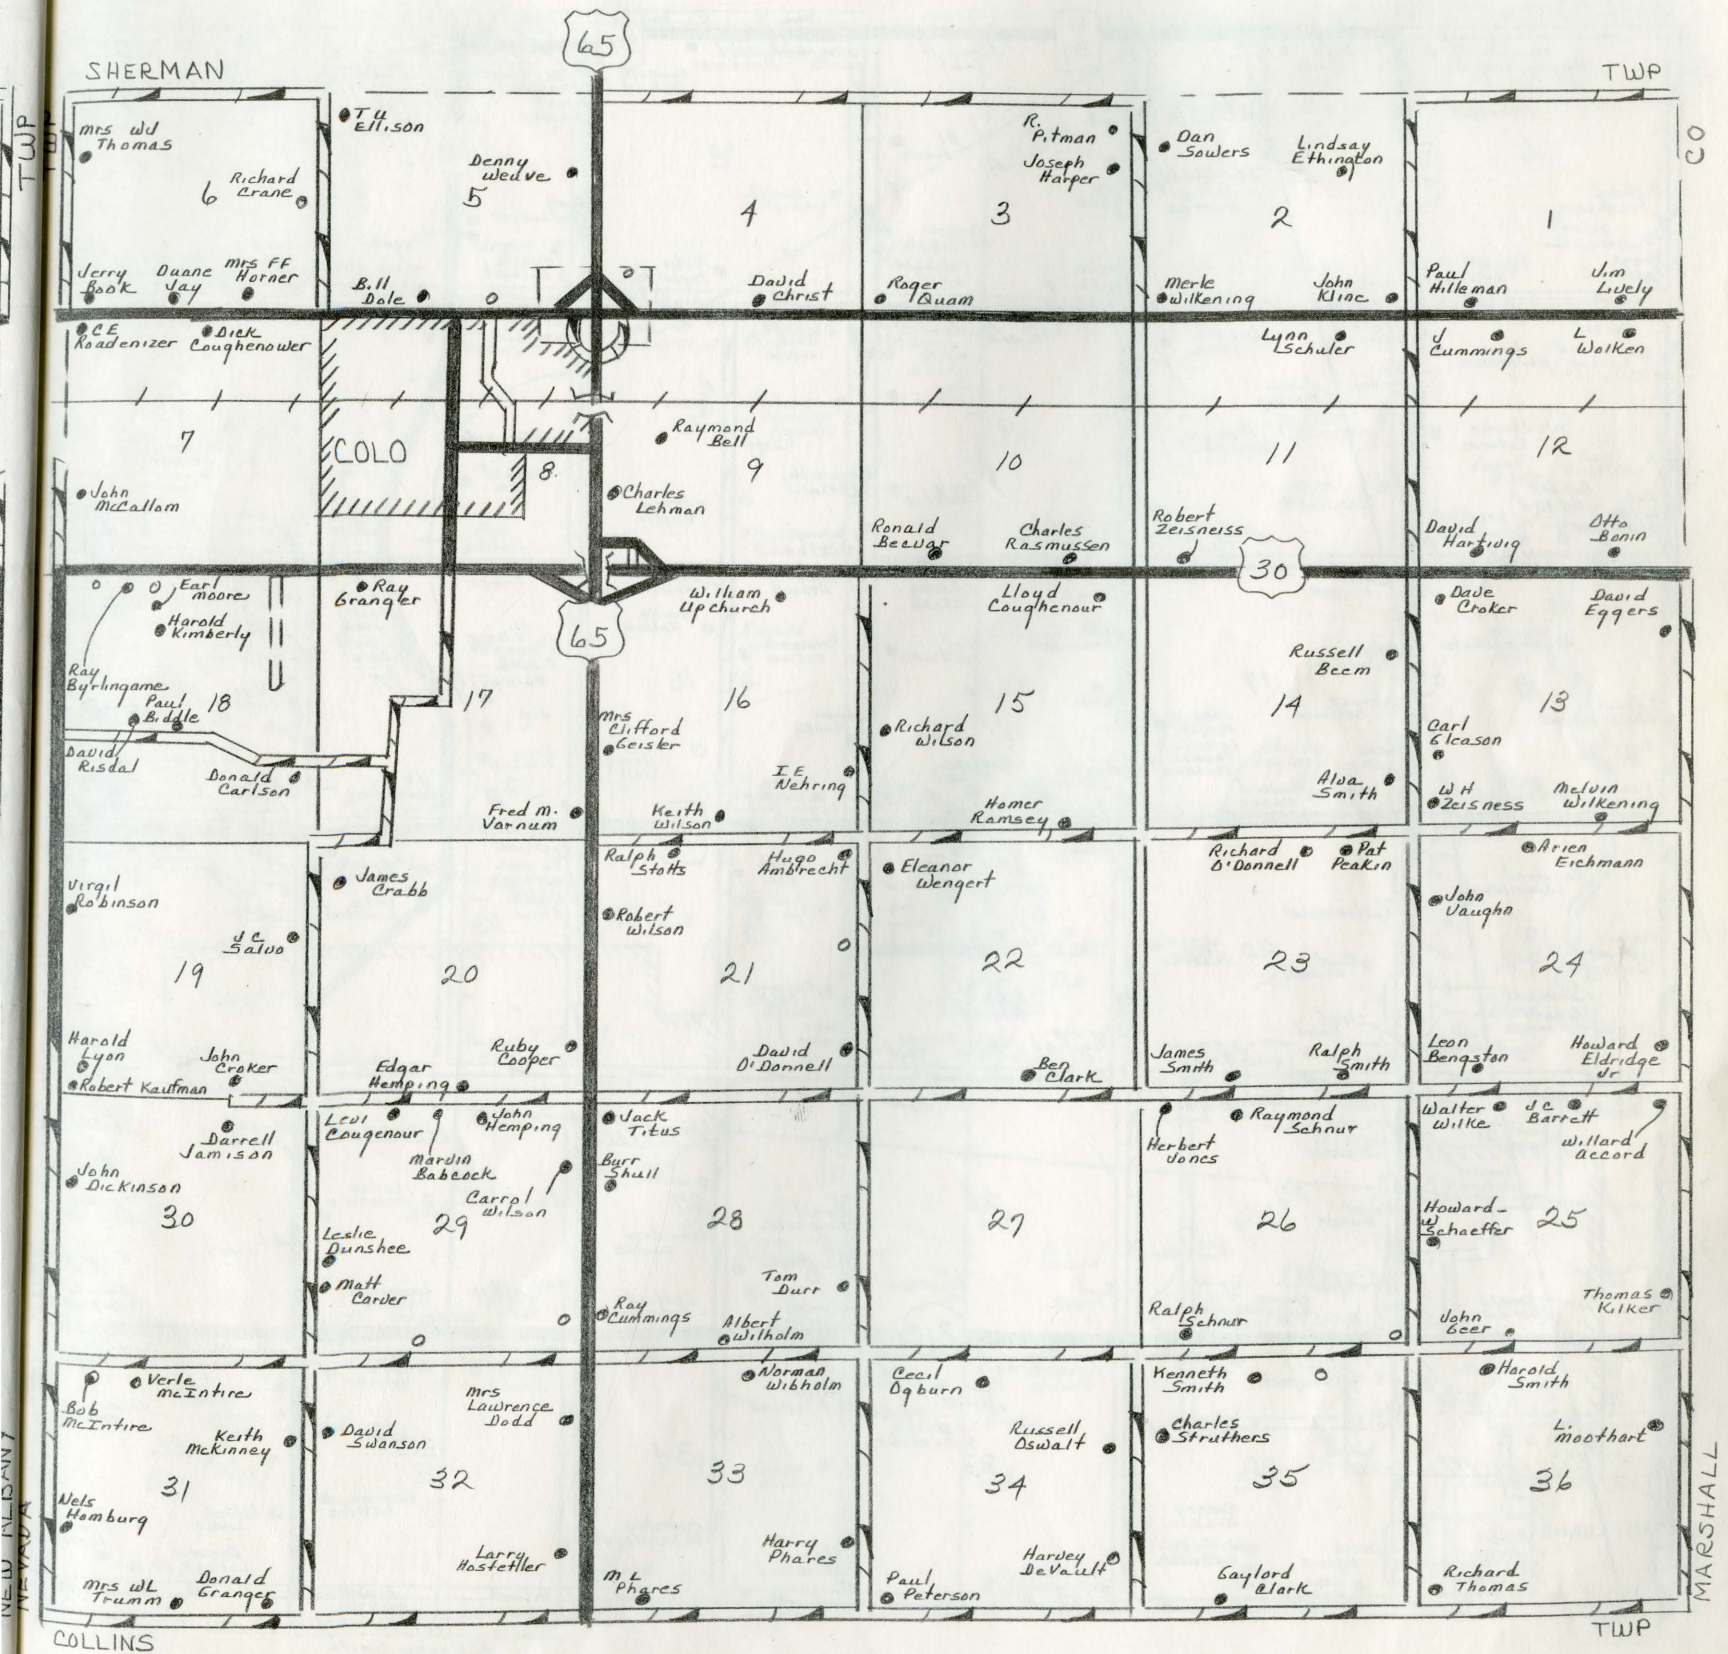 65
SHERMAN
TWP
TWP
TWP
CO
mrs wd
Thomas
Richard
Crane
6
Jerry
Book
Duane
Jay
mrs FF
Horner
T U
Ellison
Denny
Weuve
5
Bill
Dole
4
David
Christ
R.
Pitman
Joseph
Harper
3
Roger
Quam
Dan
Sowers
Lindsay
Ethington
2
Merle
Wilkening
John
Kline
1
Paul
Hilleman
Jim
Lively
CE
Roadenizer
Dick
Coughenower
7
John
McCallom
COLO
8
Raymond
Bell
9
Charles
Lehman
10
Ronald
Becvar
Charles
Rasmussen
Lynn
Schuler
11
Robert
Zeisneiss
J
Cummings
L
Wolken
12
David
Hartwig
Otto
Bonin
30
65
Earl
moore
Harold
Kimberly
Ray
Byrlingame
Paul
Biddle
18
David
Risdal
Donald
Carlson
Ray
Granger
17
Fred M.
Varnum
William
Upchurch
16
Mrs
Clifford
Geisler
I E
Nehring
Keith
Wilson
Lloyd
Coughenour
15
Richard
Wilson
Homer
Ramsey
Russell
Beem
14
Alva
Smith
Dave
Croker
David
Eggers
13
Carl
Gleason
W H
Zeisness
Melvin
Wilkening
Virgil
Robinson
J C
Salvo
19
Harold
Lyon
John
Croker
Robert Kaufman
James
Crabb
20
Ruby
Cooper
Edgar
Hemping
Ralph
Stotts
Hugo
Ambrecht
Robert
Wilson
21
David
O'Donnell
Eleanor
Wengert
22
Ben
Clark
Richard
O'Donnell
Pat
Peakin
23
James
Smith
Ralph
Smith
Arien
Eichmann
John
Vaughn
24
Leon
Bengston
Howard
Eldridge
Jr
Darrell
Jamison
John
Dickinson
30
Levi
Cougenour
John
Hemping
Marvin
Babcock
Carrol
Wilson
29
Leslie
Dunshee
Matt
Carver
Jack
Titus
Burr
Shull
28
Tom
Durr
Ray
Cummings
Albert
Wilholm
27
Herbert
Jones
Raymond
Schnur
26
Ralph
Schnur
Walter
Wilke
J C
Barrett
Willard
Accord
Howard-
W
Schaeffer
25
Thomas
Kilker
John
Geer
Verle
McIntire
Bob
McIntire
Keith
McKinney
31
Nels
Homburg
Mrs WL
Trumm
Donald
Granger
Mrs
Lawrence
Dodd
David
Swanson
32
Larry
Hostetller
Norman
Wibholm
33
Harry
Phares
M L
Phares
Cecil
Ogburn
Russell
Oswalt
34
Harvey
DeVault
Paul
Peterson
Kenneth
Smith
Charles
Struthers
35
Gaylord
Clark
Harold
Smith
L.
Moothart
36
Richard
Thomas
NEW ALBANY
NEVADA
MARSHALL
COLLINS
TWP